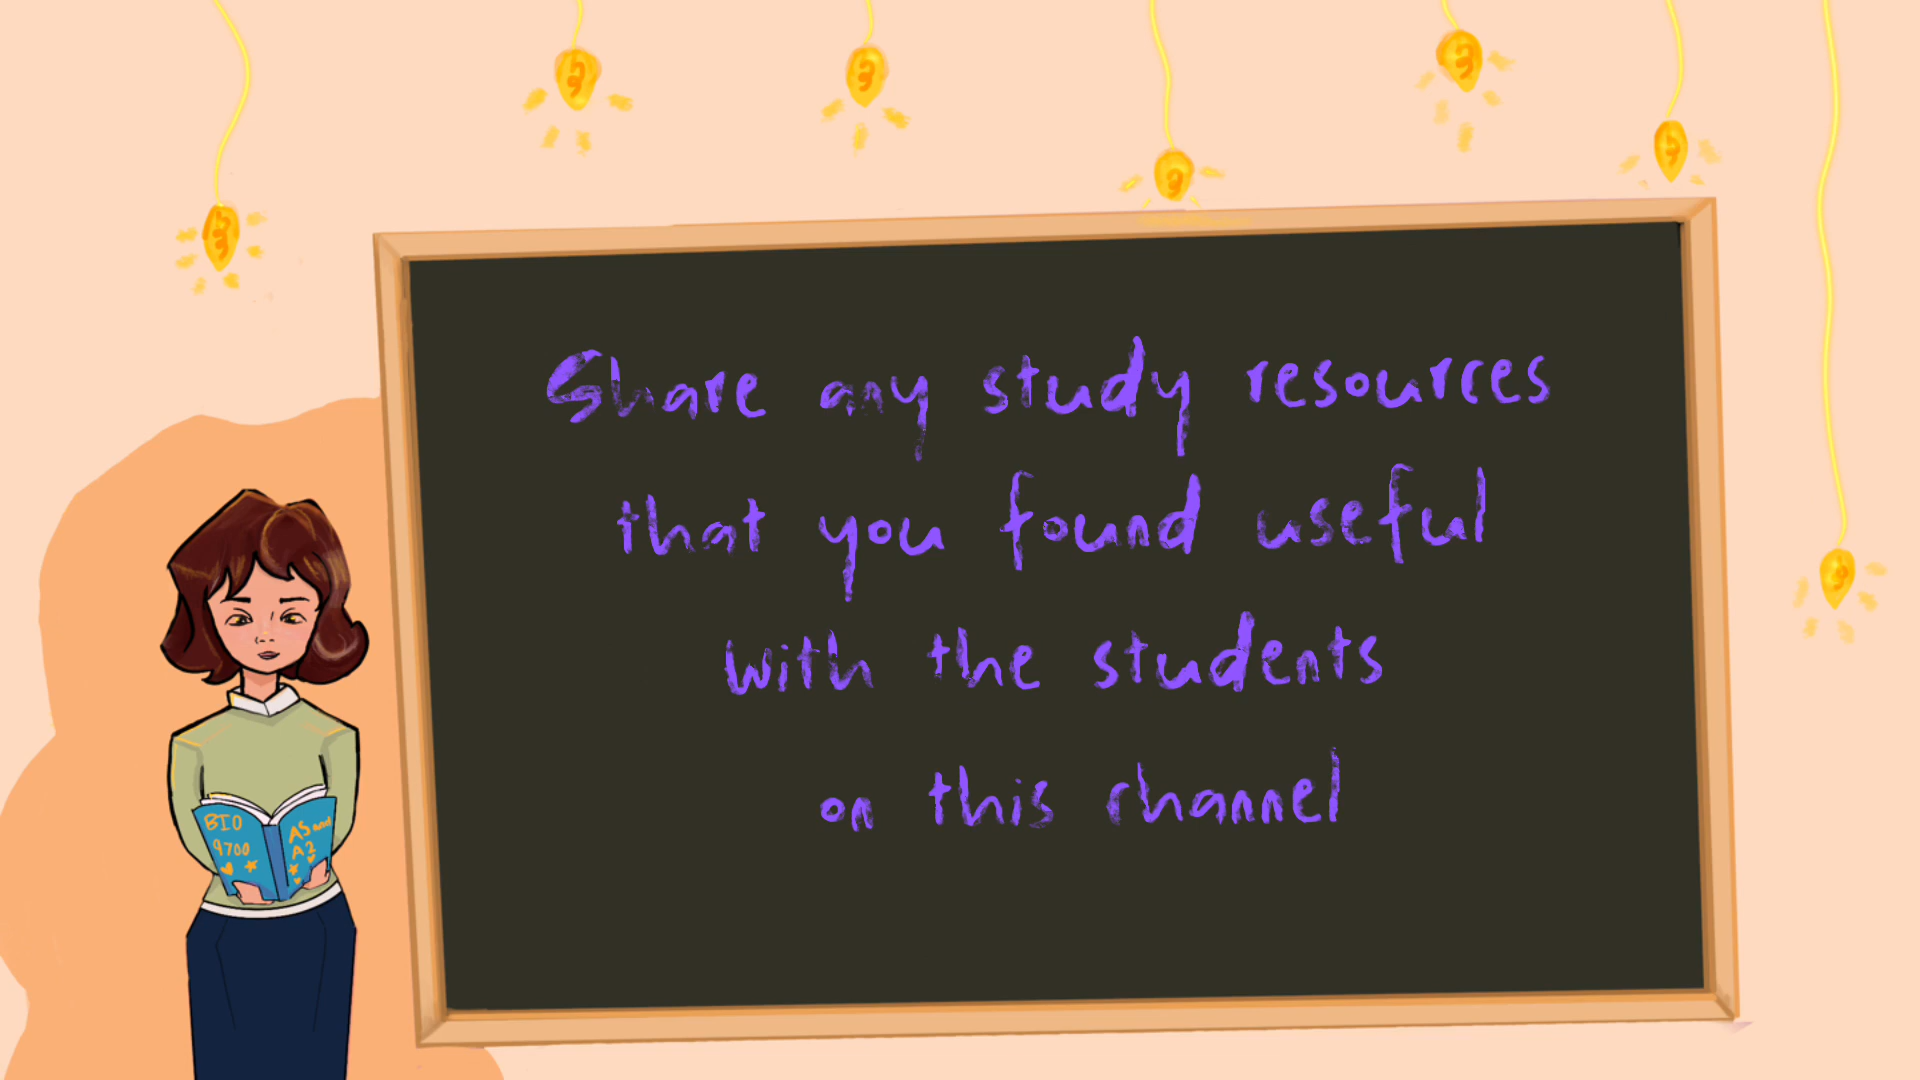 Share any study resources
that you found useful
with the students
on this channel
BIO
9700
AS and
A2